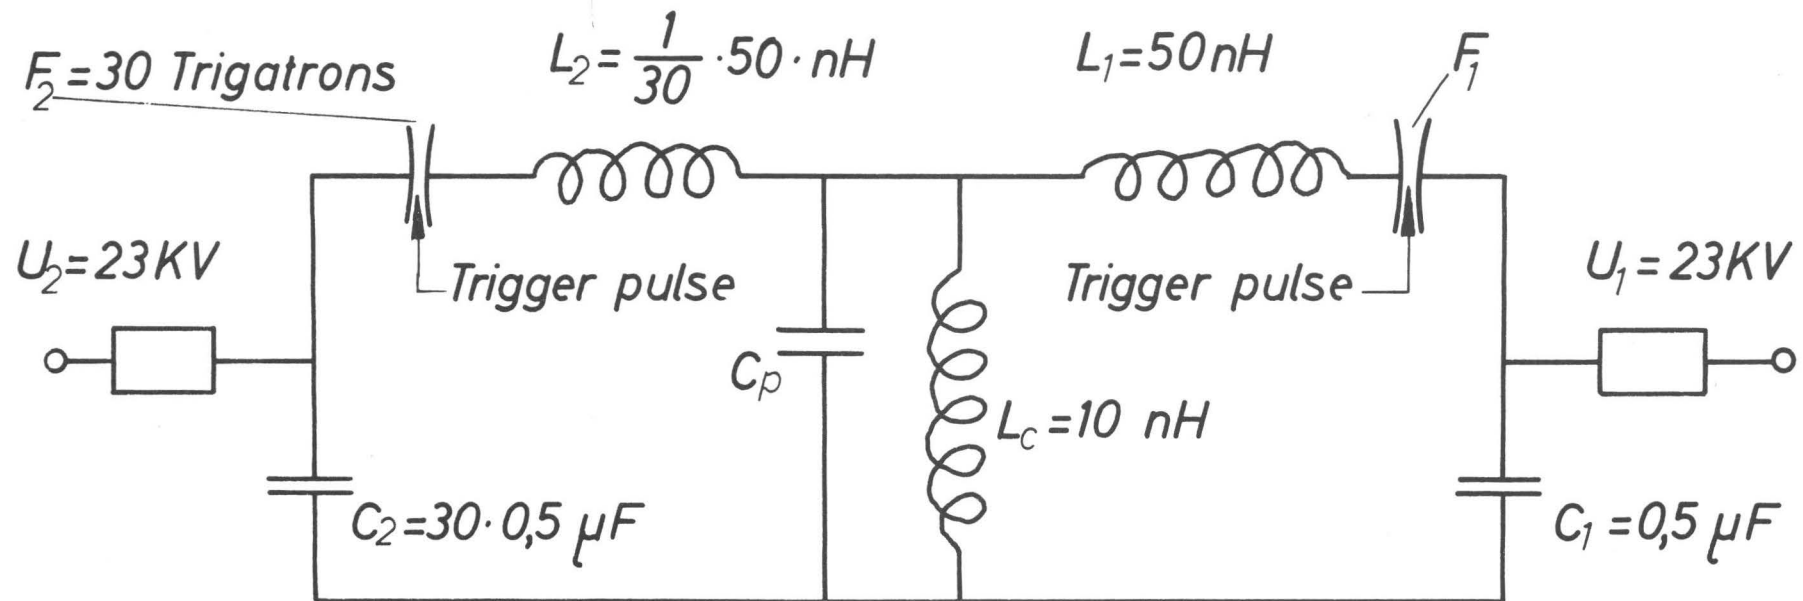 F₂=30 Trigatrons
L₂=1/30·50·nH
L₁=50nH
F₁
U₂=23KV
Trigger pulse
Trigger pulse
U₁=23KV
Cₚ
L_C=10 nH
C₂=30·0,5 µF
C₁=0,5 µF